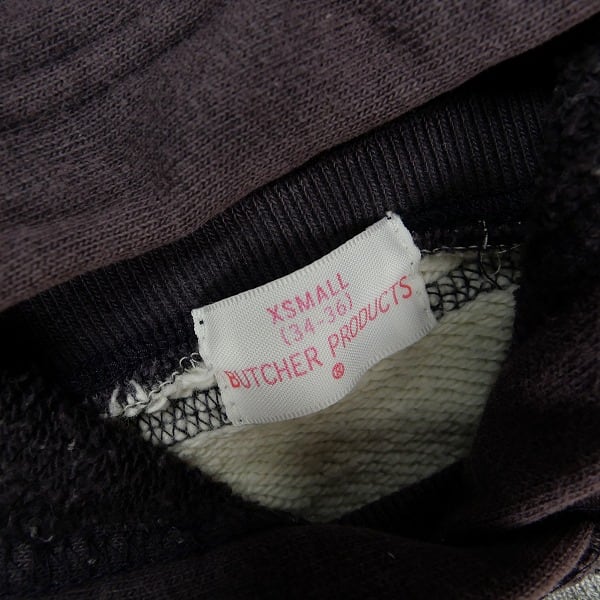 XSMALL
(34-36)
BUTCHER PRODUCTS
®